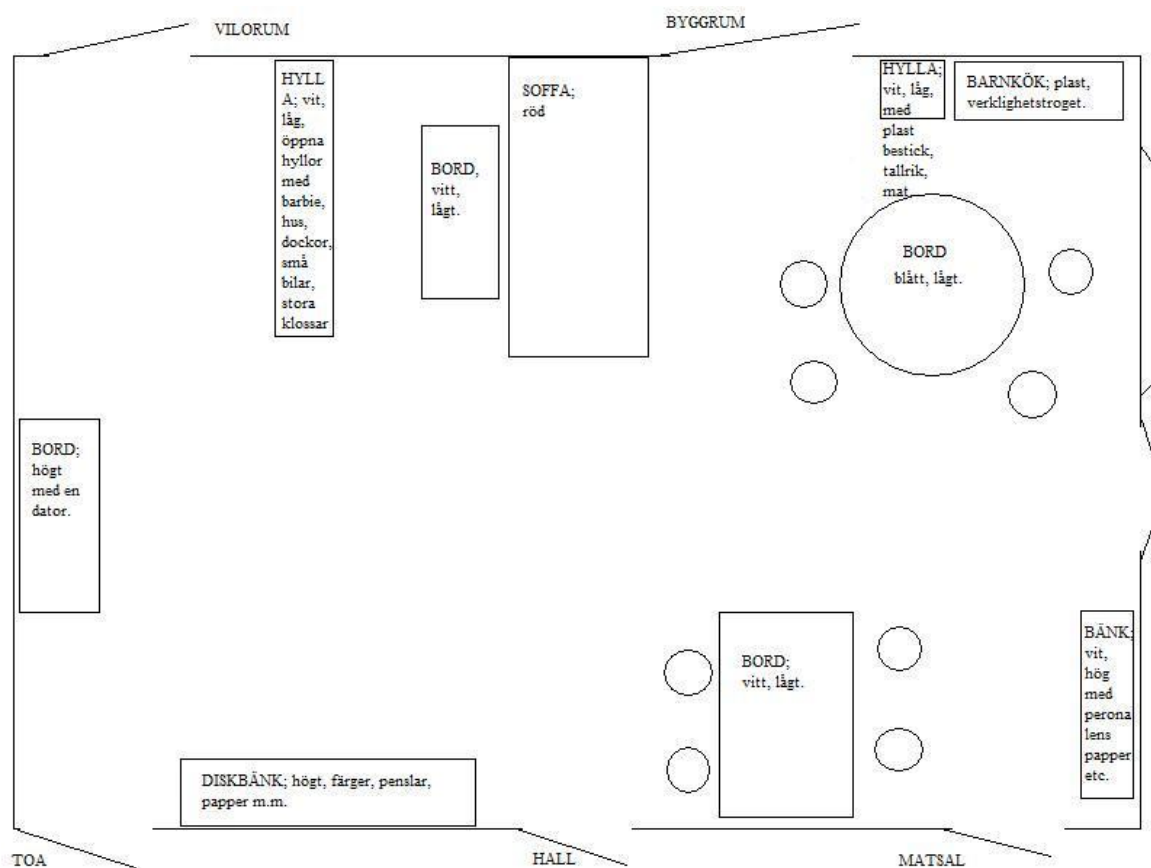 VILORUM
BYGGRUM
HYLL
A; vit,
låg,
öppna
hyllor
med
barbie,
hus,
dockor,
små
bilar,
stora
klossar
BORD,
vitt,
lågt.
SOFFA;
röd
HYLLA;
vit, låg,
med
plast
bestick,
tallrik,
mat
BARNKÖK; plast,
verklighetstroget.
BORD
blått, lågt.
BORD;
högt
med en
dator.
BORD;
vitt, lågt.
BÄNK;
vit,
hög
med
perona
lens
papper
etc.
DISKBÄNK; högt, färger, penslar,
papper m.m.
TOA
HALL
MATSAL